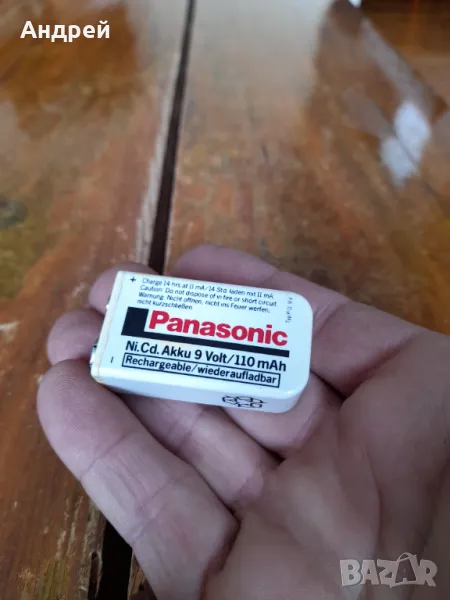 Андрей
+ Charge 14 hrs at 11 mA/14 Std. laden mit 11 mA.
Caution: Do not dispose of in fire or short circuit.
Warnung: Nicht öffnen, nicht ins Feuer werfen,
nicht kurzschließen.
Panasonic
Ni.Cd. Akku 9 Volt/110 mAh
– Rechargeable/wiederaufladbar
BAZAR